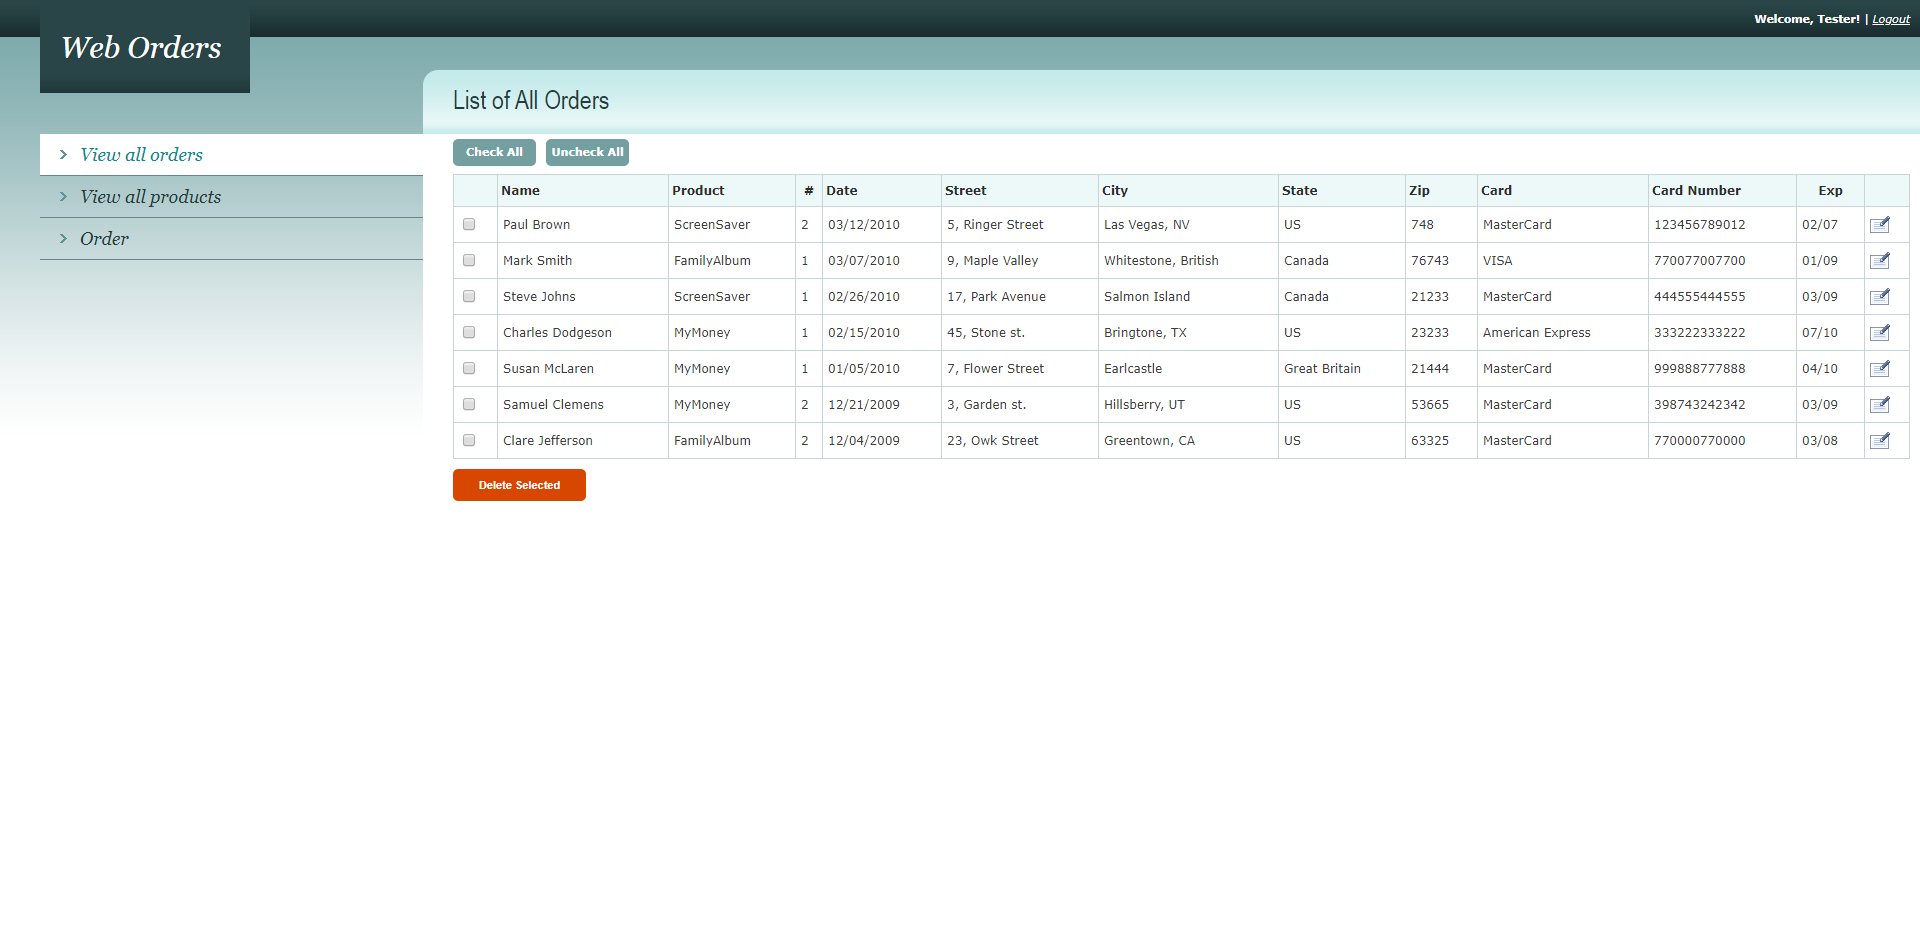 Welcome, Tester! | Logout
Web Orders
List of All Orders
View all orders
View all products
Order
Check All Uncheck All
Name Product # Date Street City State Zip Card Card Number Exp
Paul Brown ScreenSaver 2 03/12/2010 5, Ringer Street Las Vegas, NV US 748 MasterCard 123456789012 02/07
Mark Smith FamilyAlbum 1 03/07/2010 9, Maple Valley Whitestone, British Canada 76743 VISA 770077007700 01/09
Steve Johns ScreenSaver 1 02/26/2010 17, Park Avenue Salmon Island Canada 21233 MasterCard 444555444555 03/09
Charles Dodgeson MyMoney 1 02/15/2010 45, Stone st. Bringtone, TX US 23233 American Express 333222333222 07/10
Susan McLaren MyMoney 1 01/05/2010 7, Flower Street Earlcastle Great Britain 21444 MasterCard 999888777888 04/10
Samuel Clemens MyMoney 2 12/21/2009 3, Garden st. Hillsberry, UT US 53665 MasterCard 398743242342 03/09
Clare Jefferson FamilyAlbum 2 12/04/2009 23, Owk Street Greentown, CA US 63325 MasterCard 770000770000 03/08
Delete Selected